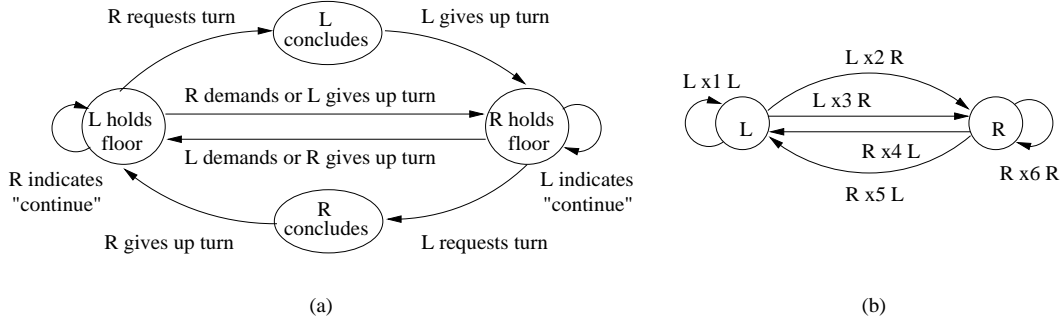 R requests turn
L
concludes
L gives up turn
L holds
floor
R demands or L gives up turn
L demands or R gives up turn
R holds
floor
R indicates
"continue"
L indicates
"continue"
R gives up turn
R
concludes
L requests turn
(a)
L x1 L
L x2 R
L x3 R
L
R
R x4 L
R x5 L
R x6 R
(b)